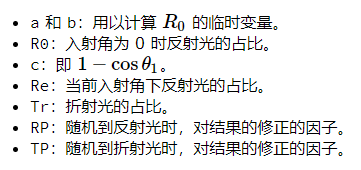 • a 和 b：用以计算 R₀ 的临时变量。
• R0：入射角为 0 时反射光的占比。
• c：即 1 − cos θ₁。
• Re：当前入射角下反射光的占比。
• Tr：折射光的占比。
• RP：随机到反射光时，对结果的修正的因子。
• TP：随机到折射光时，对结果的修正的因子。